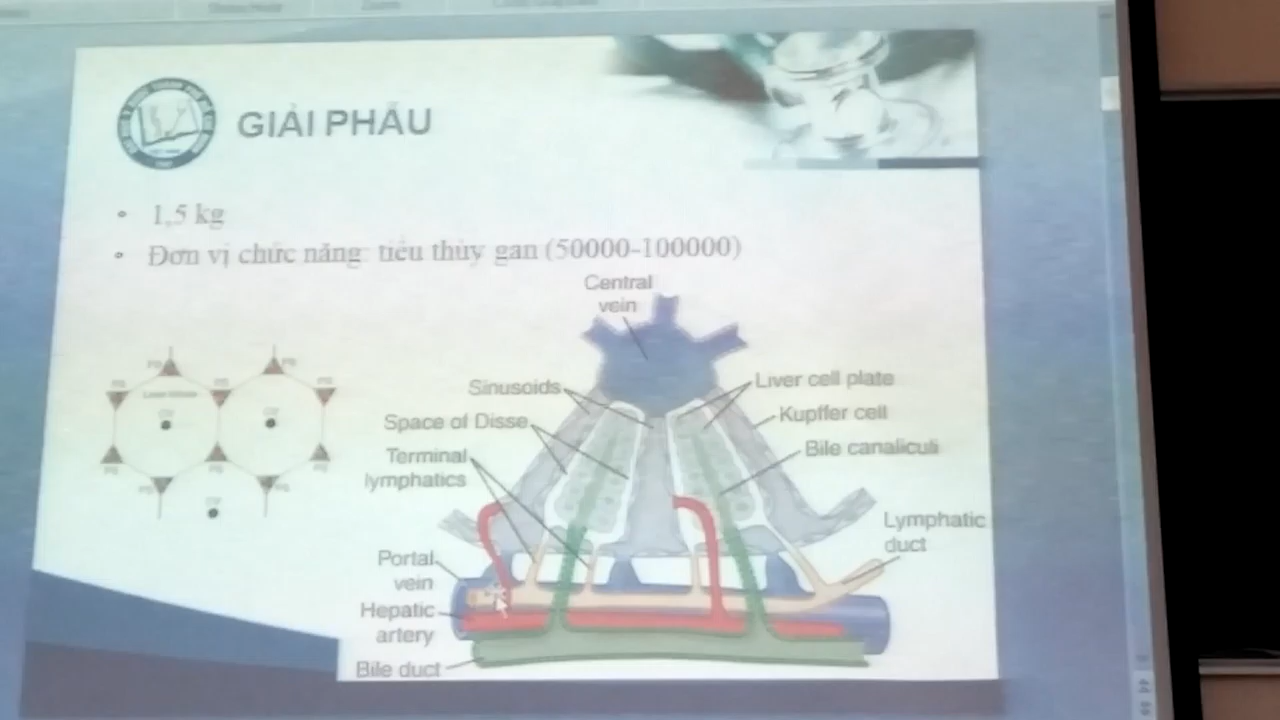 GIẢI PHẪU
• 1,5 kg
• Đơn vị chức năng: tiểu thùy gan (50000-100000)
Central
vein
Sinusoids
Liver cell plate
Space of Disse
Kupffer cell
Terminal
lymphatics
Bile canaliculi
Lymphatic
duct
Portal
vein
Hepatic
artery
Bile duct